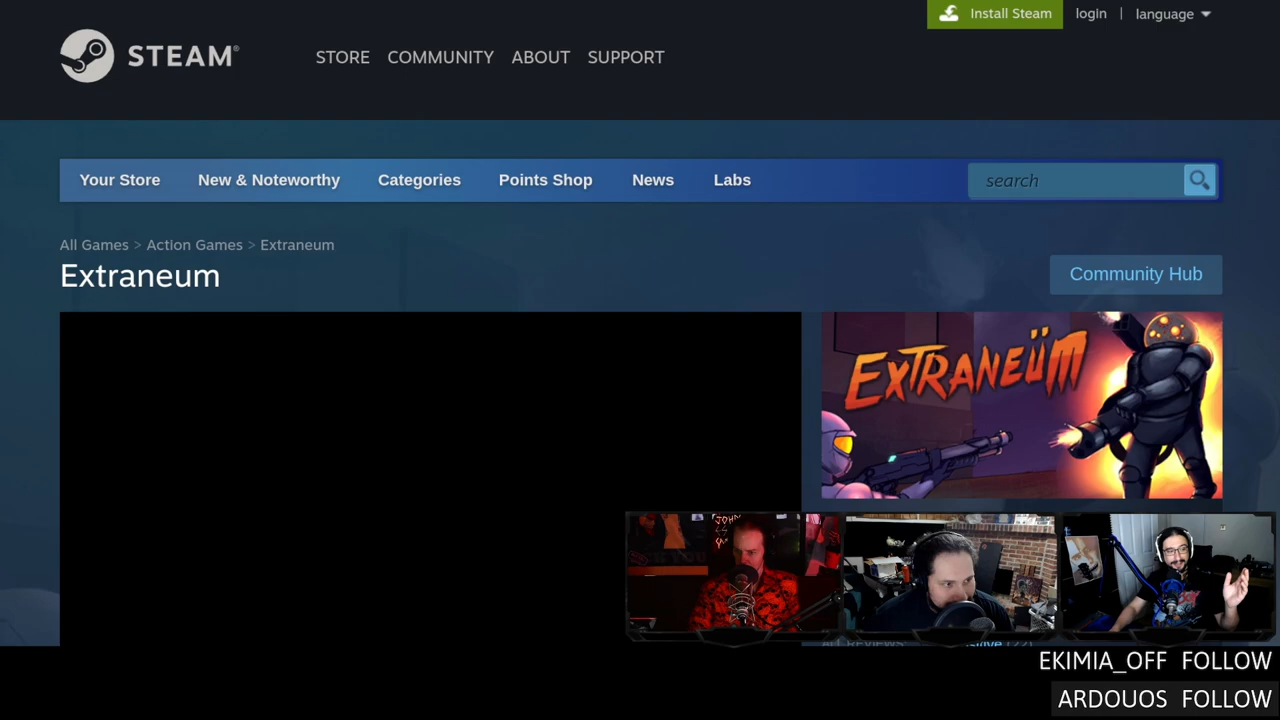 Install Steam login | language
STEAM®
STORE COMMUNITY ABOUT SUPPORT
Your Store New & Noteworthy Categories Points Shop News Labs
search
All Games > Action Games > Extraneum
Extraneum
Community Hub
EXTRANEÜM
JOHN
EKIMIA_OFF FOLLOW
ARDOUOS FOLLOW